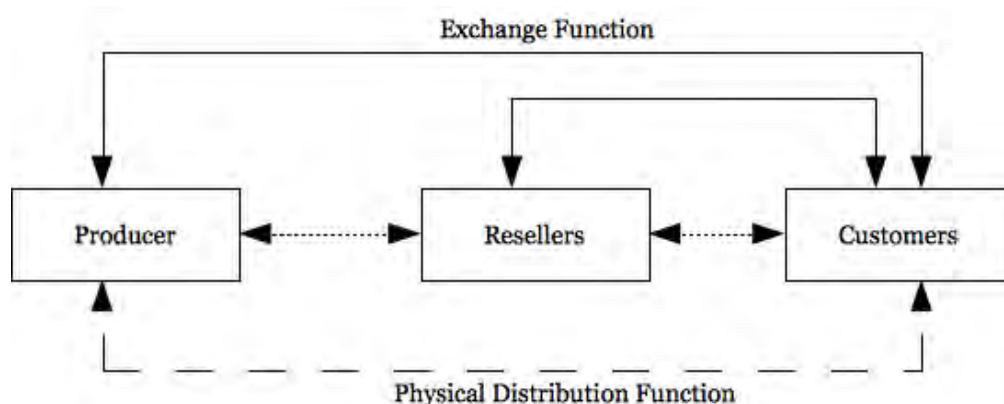 Exchange Function
Producer
Resellers
Customers
Physical Distribution Function